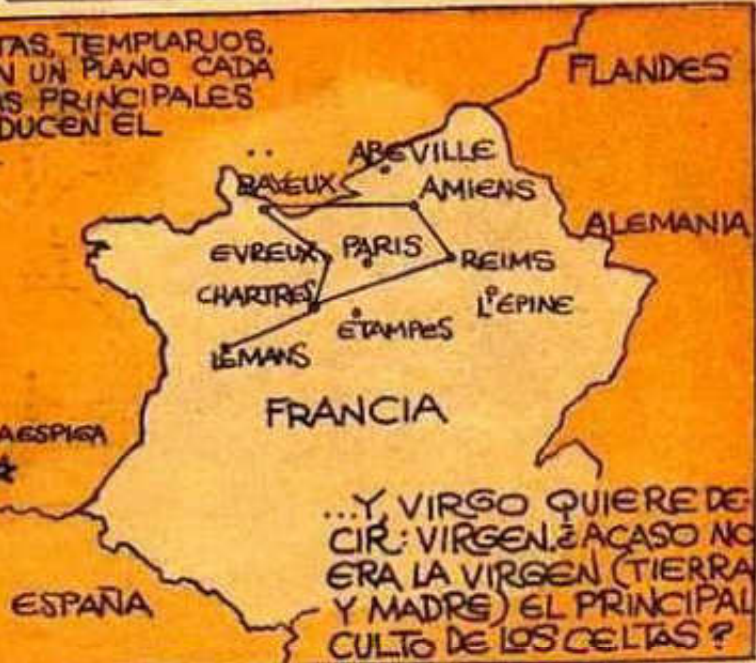 TAS, TEMPLARIOS,
N UN PLANO CADA
AS PRINCIPALES
DUCEN EL
FLANDES
ABEVILLE
BAYEUX
AMIENS
ALEMANIA
EVREUX
PARIS
REIMS
CHARTRES
L'EPINE
ETAMPES
LEMANS
FRANCIA
AESPIGA
...Y, VIRGO QUIERE DE
CIR: VIRGEN. ¿ACASO NO
ERA LA VIRGEN (TIERRA
Y MADRE) EL PRINCIPAL
CULTO DE LOS CELTAS?
ESPAÑA